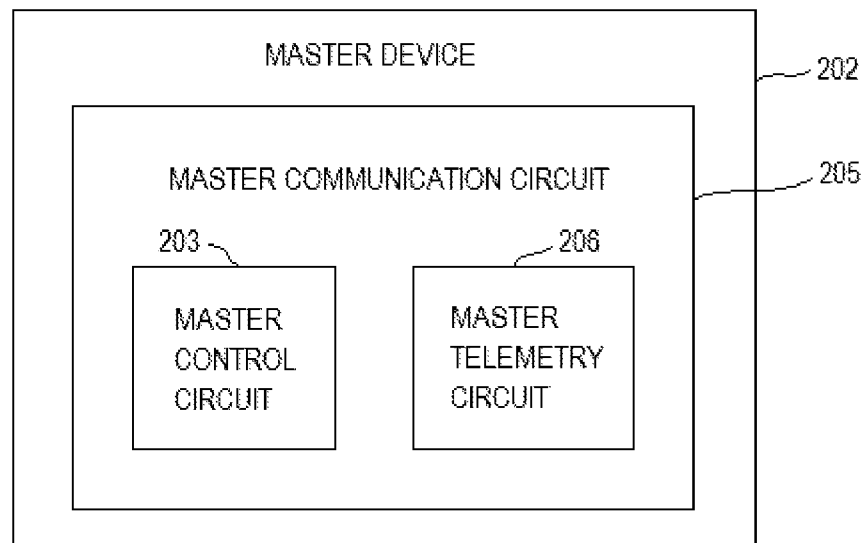 MASTER DEVICE
202
MASTER COMMUNICATION CIRCUIT
205
203
206
MASTER
CONTROL
CIRCUIT
MASTER
TELEMETRY
CIRCUIT